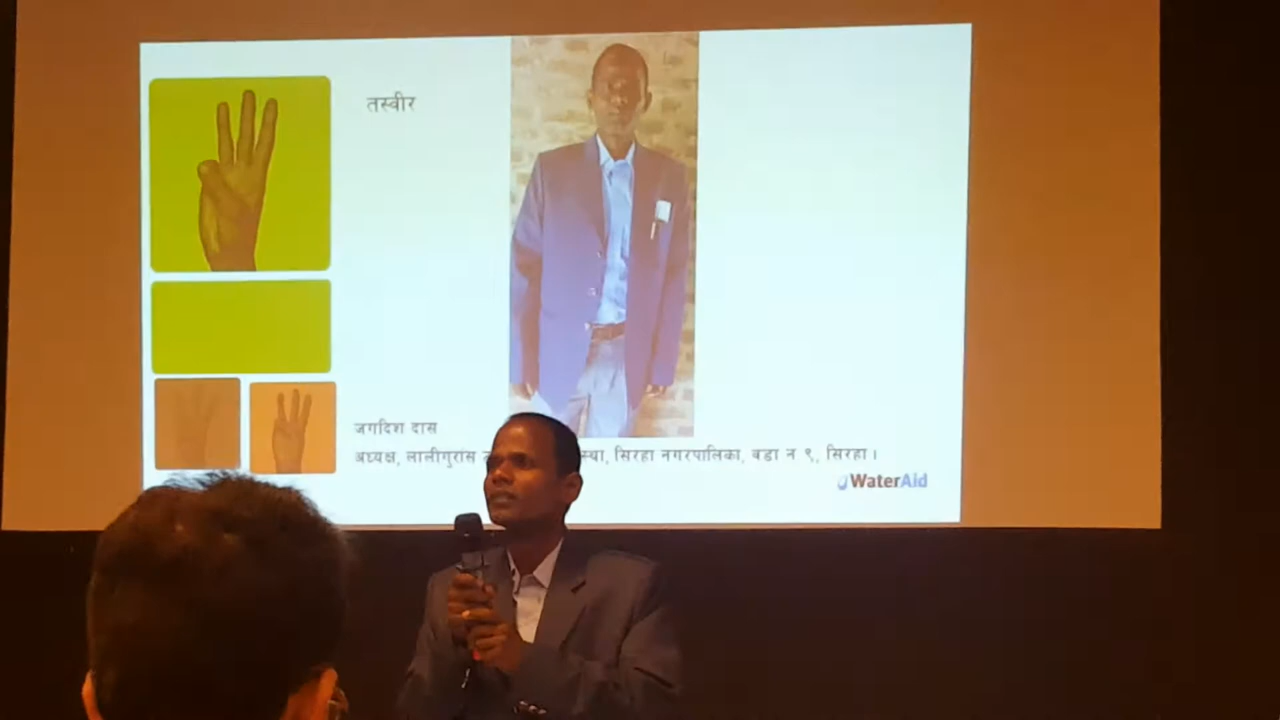 तस्वीर
जगदिश दास
अध्यक्ष, लालीगुरांस स्था, सिरहा नगरपालिका, वडा न ९, सिरहा ।
WaterAid